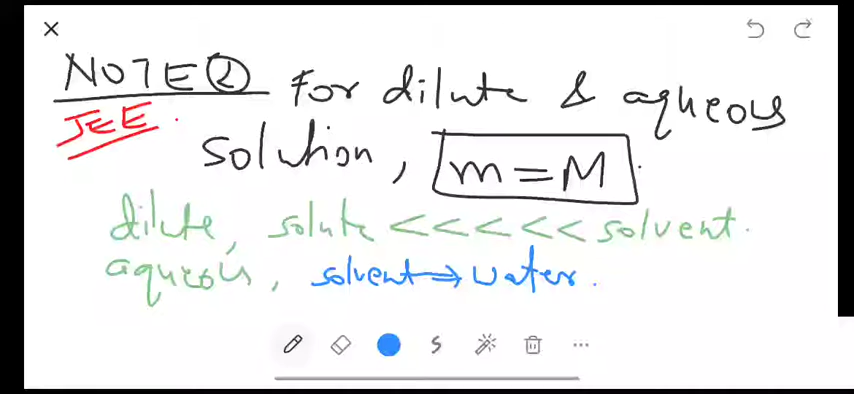 NOTE② For dilute & aqueous
JEE.
solution, m = M.
dilute, solute <<<<< solvent.
aqueous, solvent → water.